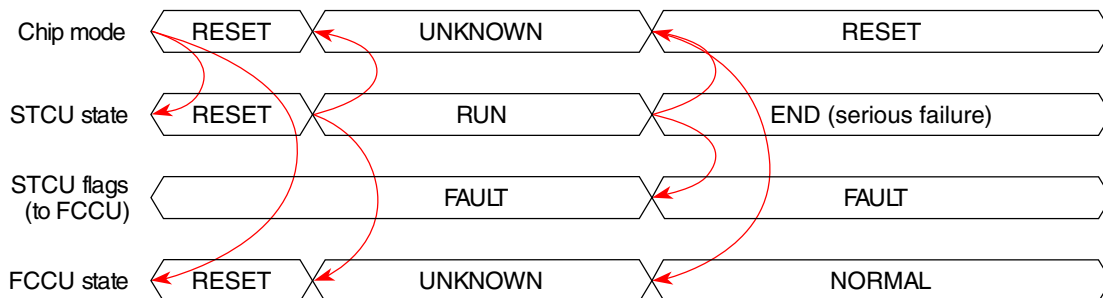 Chip mode RESET UNKNOWN RESET
STCU state RESET RUN END (serious failure)
STCU flags
(to FCCU) FAULT FAULT
FCCU state RESET UNKNOWN NORMAL